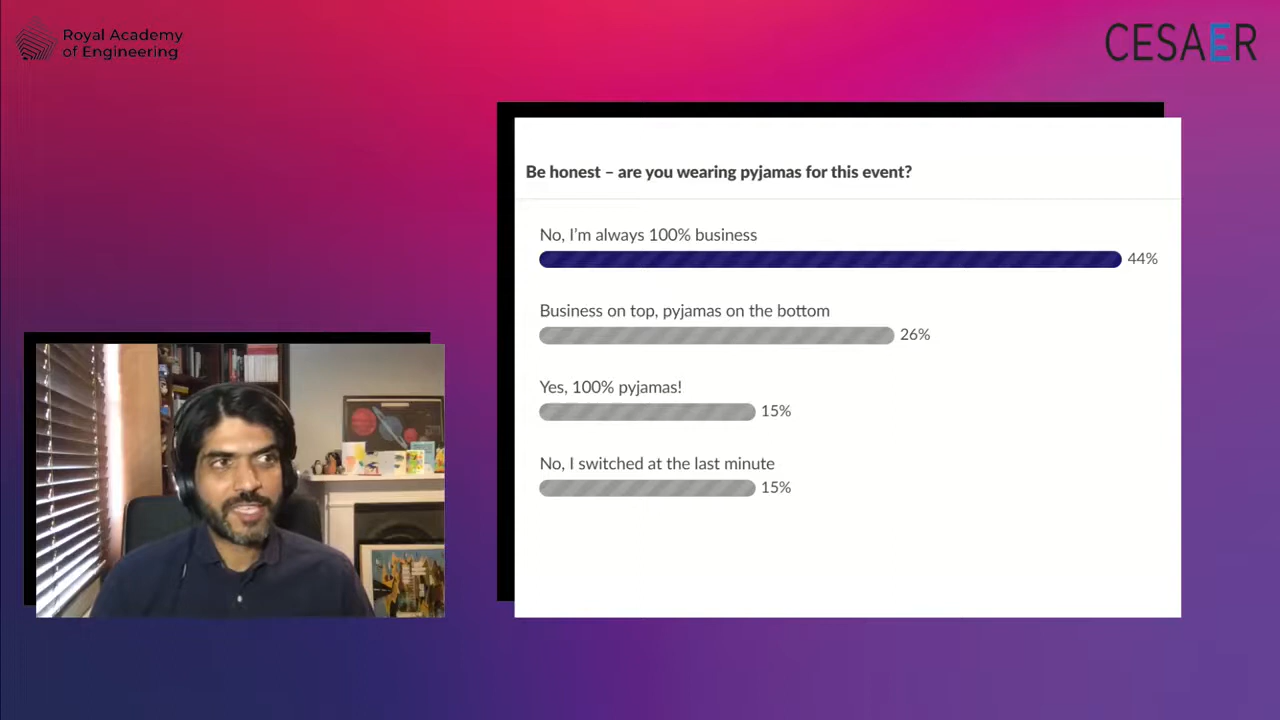 Royal Academy
of Engineering
CESAER
Be honest – are you wearing pyjamas for this event?
No, I’m always 100% business
44%
Business on top, pyjamas on the bottom
26%
Yes, 100% pyjamas!
15%
No, I switched at the last minute
15%